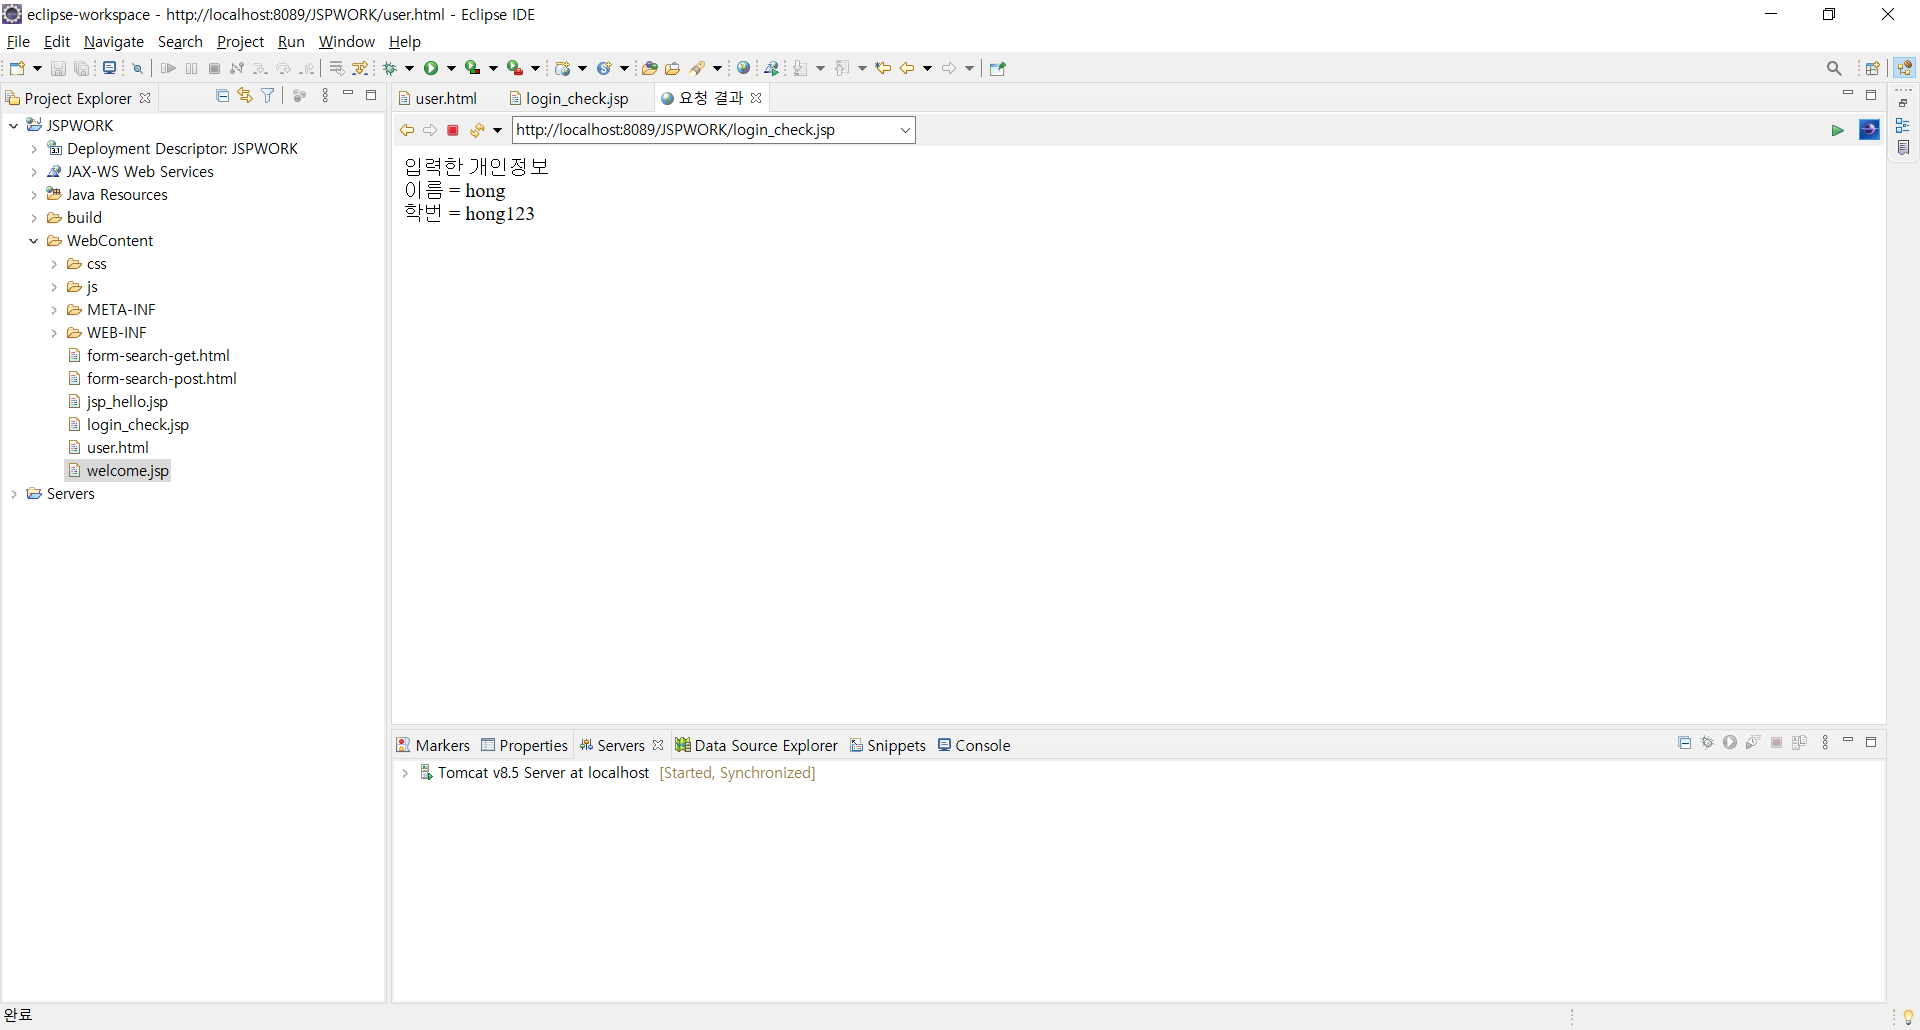 eclipse-workspace - http://localhost:8089/JSPWORK/user.html - Eclipse IDE
File Edit Navigate Search Project Run Window Help
Project Explorer
JSPWORK
Deployment Descriptor: JSPWORK
3.1
JAX-WS Web Services
Java Resources
build
WebContent
css
js
META-INF
WEB-INF
form-search-get.html
form-search-post.html
jsp_hello.jsp
login_check.jsp
user.html
welcome.jsp
Servers
user.html login_check.jsp 요청 결과
http://localhost:8089/JSPWORK/login_check.jsp
입력한 개인정보
이름 = hong
학번 = hong123
Markers Properties Servers Data Source Explorer Snippets Console
Tomcat v8.5 Server at localhost [Started, Synchronized]
완료